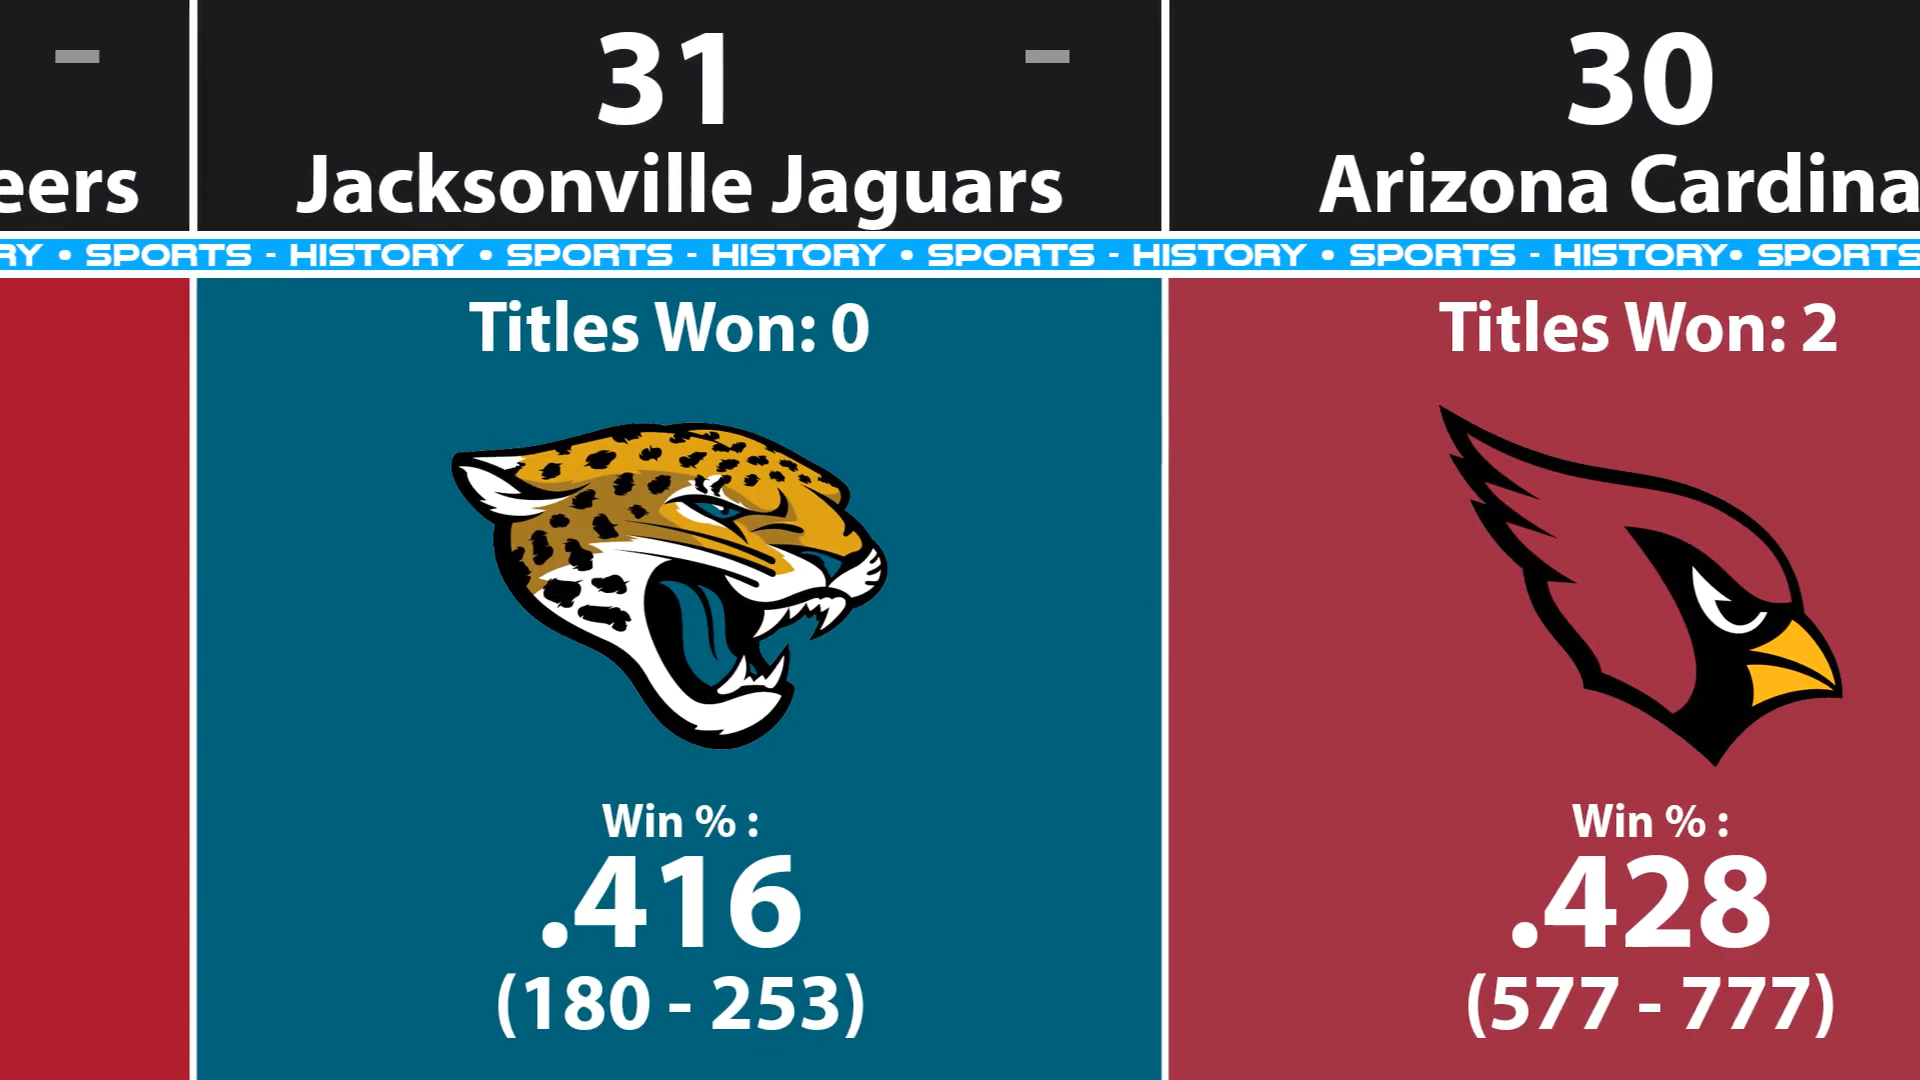 31
30
eers
Jacksonville Jaguars
Arizona Cardina
RY • SPORTS - HISTORY • SPORTS - HISTORY • SPORTS - HISTORY • SPORTS - HISTORY• SPORTS
Titles Won: 0
Titles Won: 2
Win % :
.416
(180 - 253)
Win % :
.428
(577 - 777)